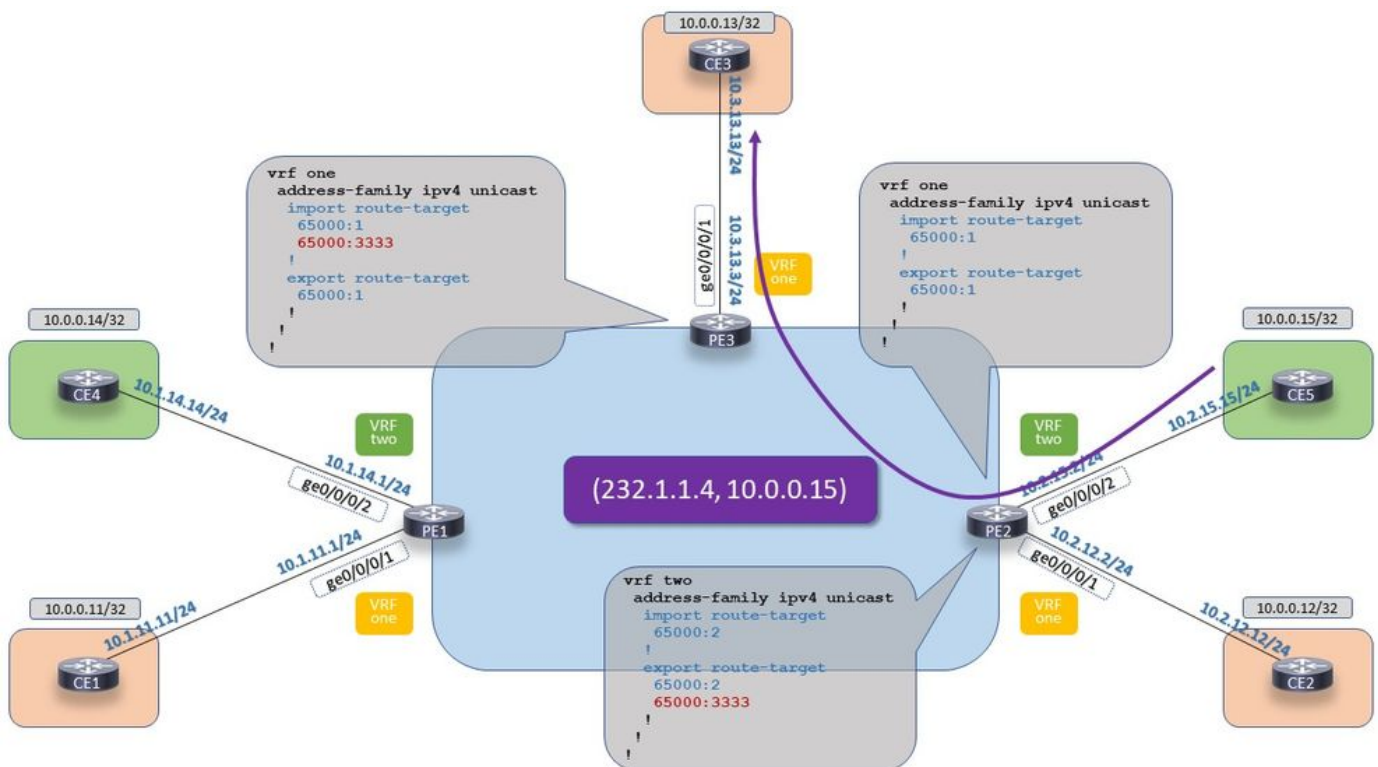 10.0.0.13/32
CE3
10.3.13.13/24
vrf one
address-family ipv4 unicast
import route-target
65000:1
65000:3333
!
export route-target
65000:1
!
!
!
vrf one
address-family ipv4 unicast
import route-target
65000:1
!
export route-target
65000:1
!
!
!
ge0/0/0/1
10.3.13.3/24
VRF
one
PE3
10.0.0.14/32
CE4
10.1.14.14/24
10.0.0.15/32
CE5
10.2.15.15/24
VRF
two
VRF
two
10.1.14.1/24
ge0/0/0/2
(232.1.1.4, 10.0.0.15)
10.2.15.2/24
ge0/0/0/2
PE1
PE2
10.1.11.1/24
ge0/0/0/1
10.2.12.2/24
ge0/0/0/1
10.0.0.11/32
10.1.11.11/24
CE1
VRF
one
vrf two
address-family ipv4 unicast
import route-target
65000:2
!
export route-target
65000:2
65000:3333
!
!
!
VRF
one
10.0.0.12/32
10.2.12.12/24
CE2